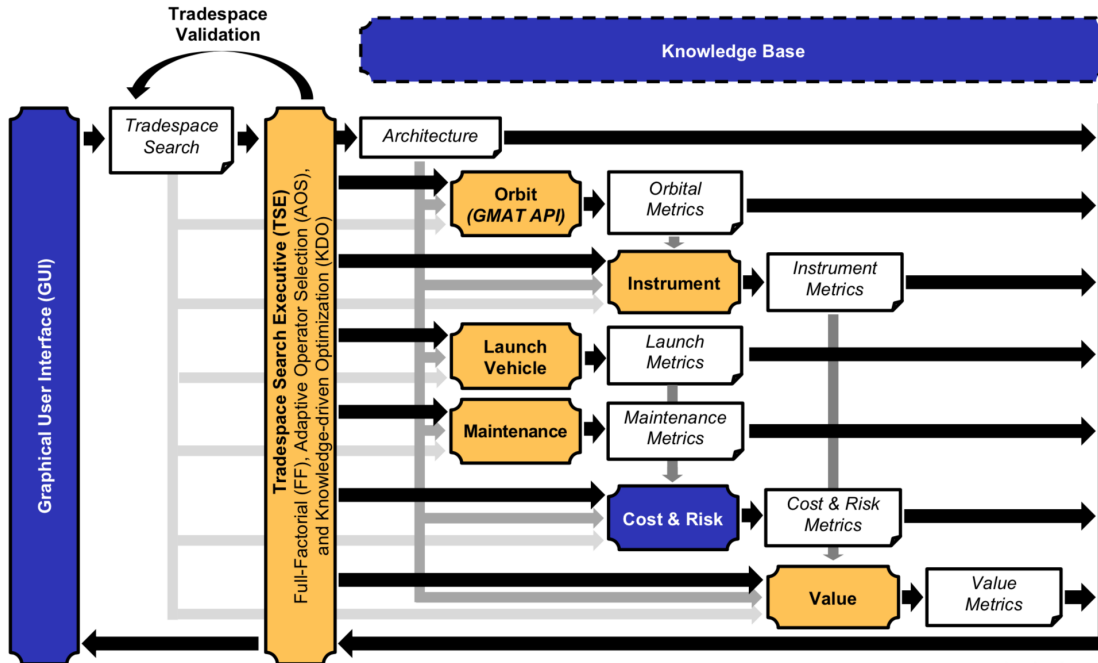 Tradespace
Validation
Knowledge Base
Graphical User Interface (GUI)
Tradespace
Search
Tradespace Search Executive (TSE)
Full-Factorial (FF), Adaptive Operator Selection (AOS),
and Knowledge-driven Optimization (KDO)
Architecture
Orbit
(GMAT API)
Orbital
Metrics
Instrument
Instrument
Metrics
Launch
Vehicle
Launch
Metrics
Maintenance
Maintenance
Metrics
Cost & Risk
Cost & Risk
Metrics
Value
Value
Metrics